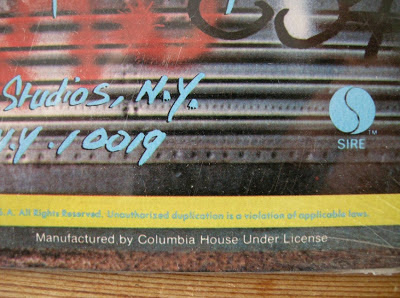 Studios, N.Y.
N.Y. 10019
TM
SIRE
.A. All Rights Reserved. Unauthorized duplication is a violation of applicable laws.
Manufactured by Columbia House Under License